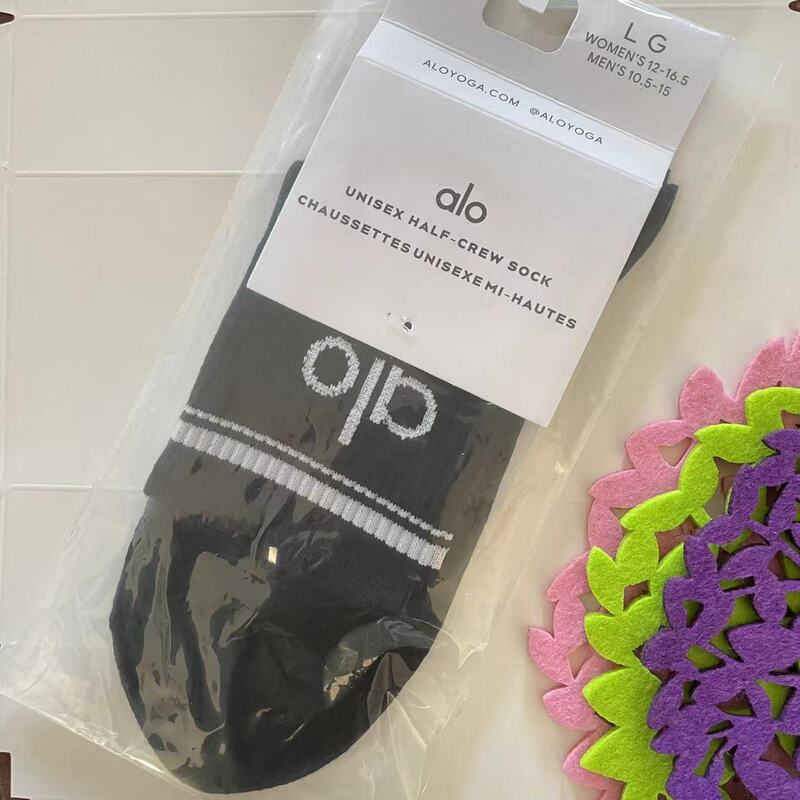 LG
WOMEN'S 12-16.5
MEN'S 10.5-15
ALOYOGA.COM @ALOYOGA
alo
UNISEX HALF-CREW SOCK
CHAUSSETTES UNISEXE MI-HAUTES
alo